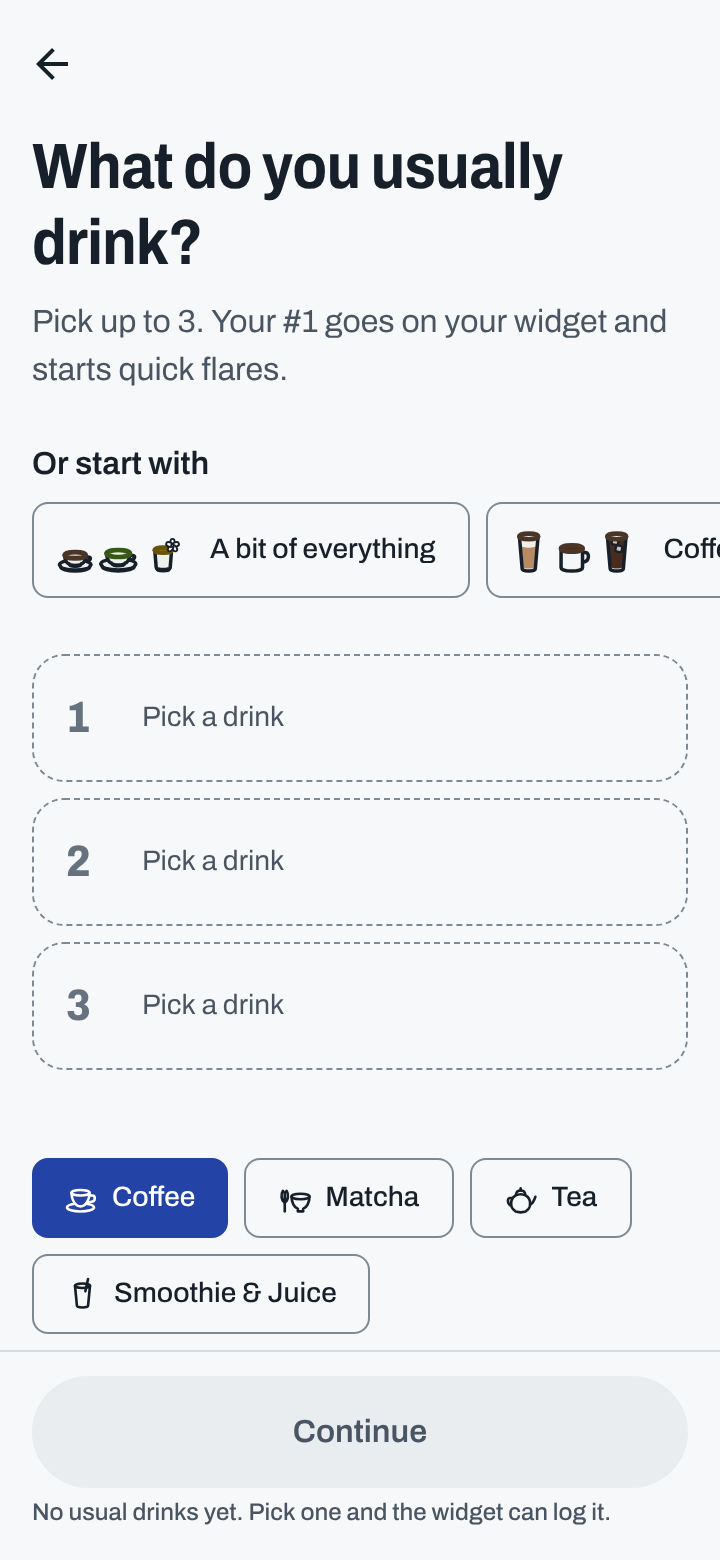 What do you usually
drink?
Pick up to 3. Your #1 goes on your widget and
starts quick flares.
Or start with
A bit of everything
1 Pick a drink
2 Pick a drink
3 Pick a drink
Coffee Matcha Tea
Smoothie & Juice
Continue
No usual drinks yet. Pick one and the widget can log it.